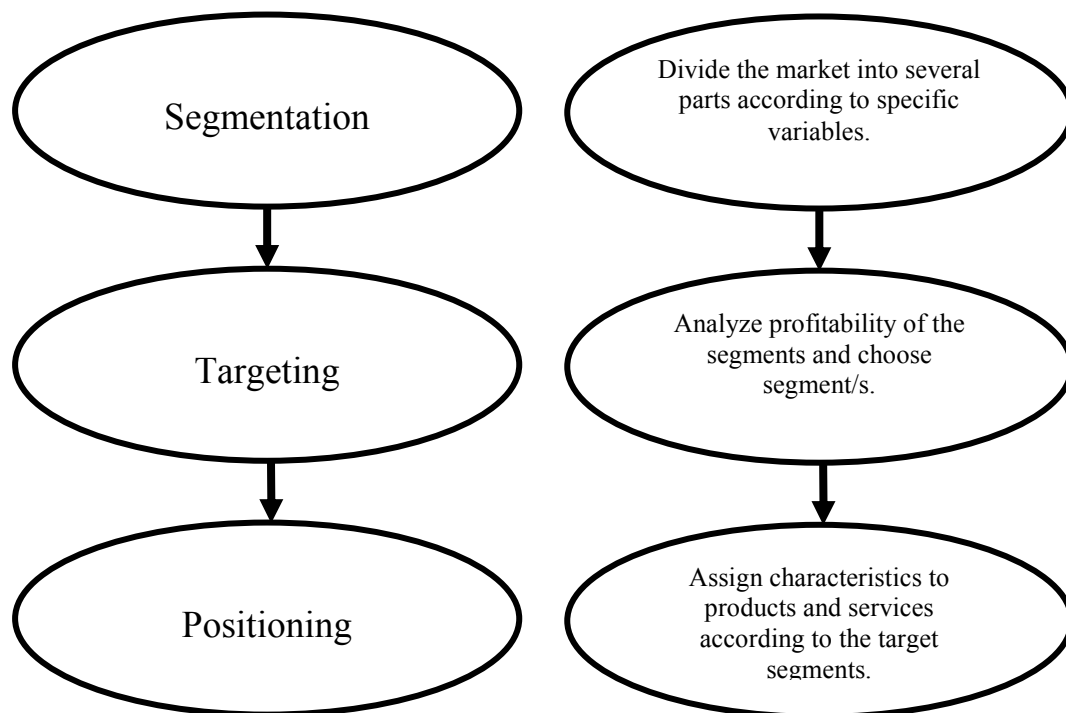 Segmentation
Divide the market into several
parts according to specific
variables.
Targeting
Analyze profitability of the
segments and choose
segment/s.
Positioning
Assign characteristics to
products and services
according to the target
segments.